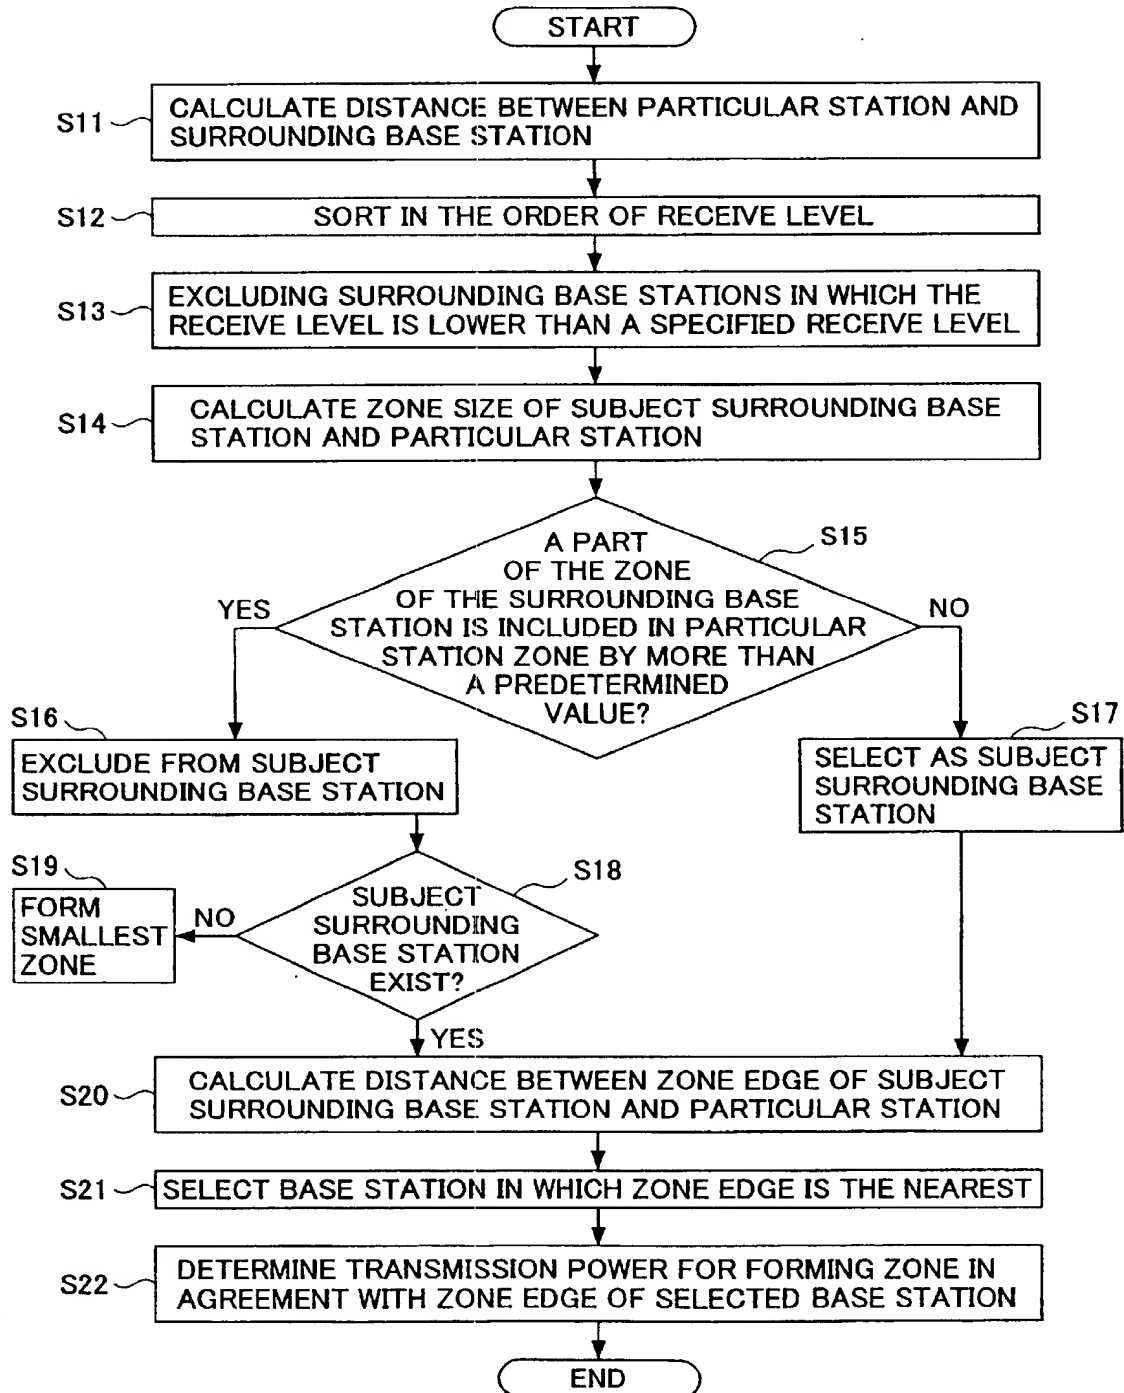 START
S11
CALCULATE DISTANCE BETWEEN PARTICULAR STATION AND
SURROUNDING BASE STATION
S12
SORT IN THE ORDER OF RECEIVE LEVEL
S13
EXCLUDING SURROUNDING BASE STATIONS IN WHICH THE
RECEIVE LEVEL IS LOWER THAN A SPECIFIED RECEIVE LEVEL
S14
CALCULATE ZONE SIZE OF SUBJECT SURROUNDING BASE
STATION AND PARTICULAR STATION
S15
A PART
OF THE ZONE
OF THE SURROUNDING BASE
STATION IS INCLUDED IN PARTICULAR
STATION ZONE BY MORE THAN
A PREDETERMINED
VALUE?
YES
NO
S16
EXCLUDE FROM SUBJECT
SURROUNDING BASE STATION
S17
SELECT AS SUBJECT
SURROUNDING BASE
STATION
S18
SUBJECT
SURROUNDING
BASE STATION
EXIST?
NO
S19
FORM
SMALLEST
ZONE
YES
S20
CALCULATE DISTANCE BETWEEN ZONE EDGE OF SUBJECT
SURROUNDING BASE STATION AND PARTICULAR STATION
S21
SELECT BASE STATION IN WHICH ZONE EDGE IS THE NEAREST
S22
DETERMINE TRANSMISSION POWER FOR FORMING ZONE IN
AGREEMENT WITH ZONE EDGE OF SELECTED BASE STATION
END